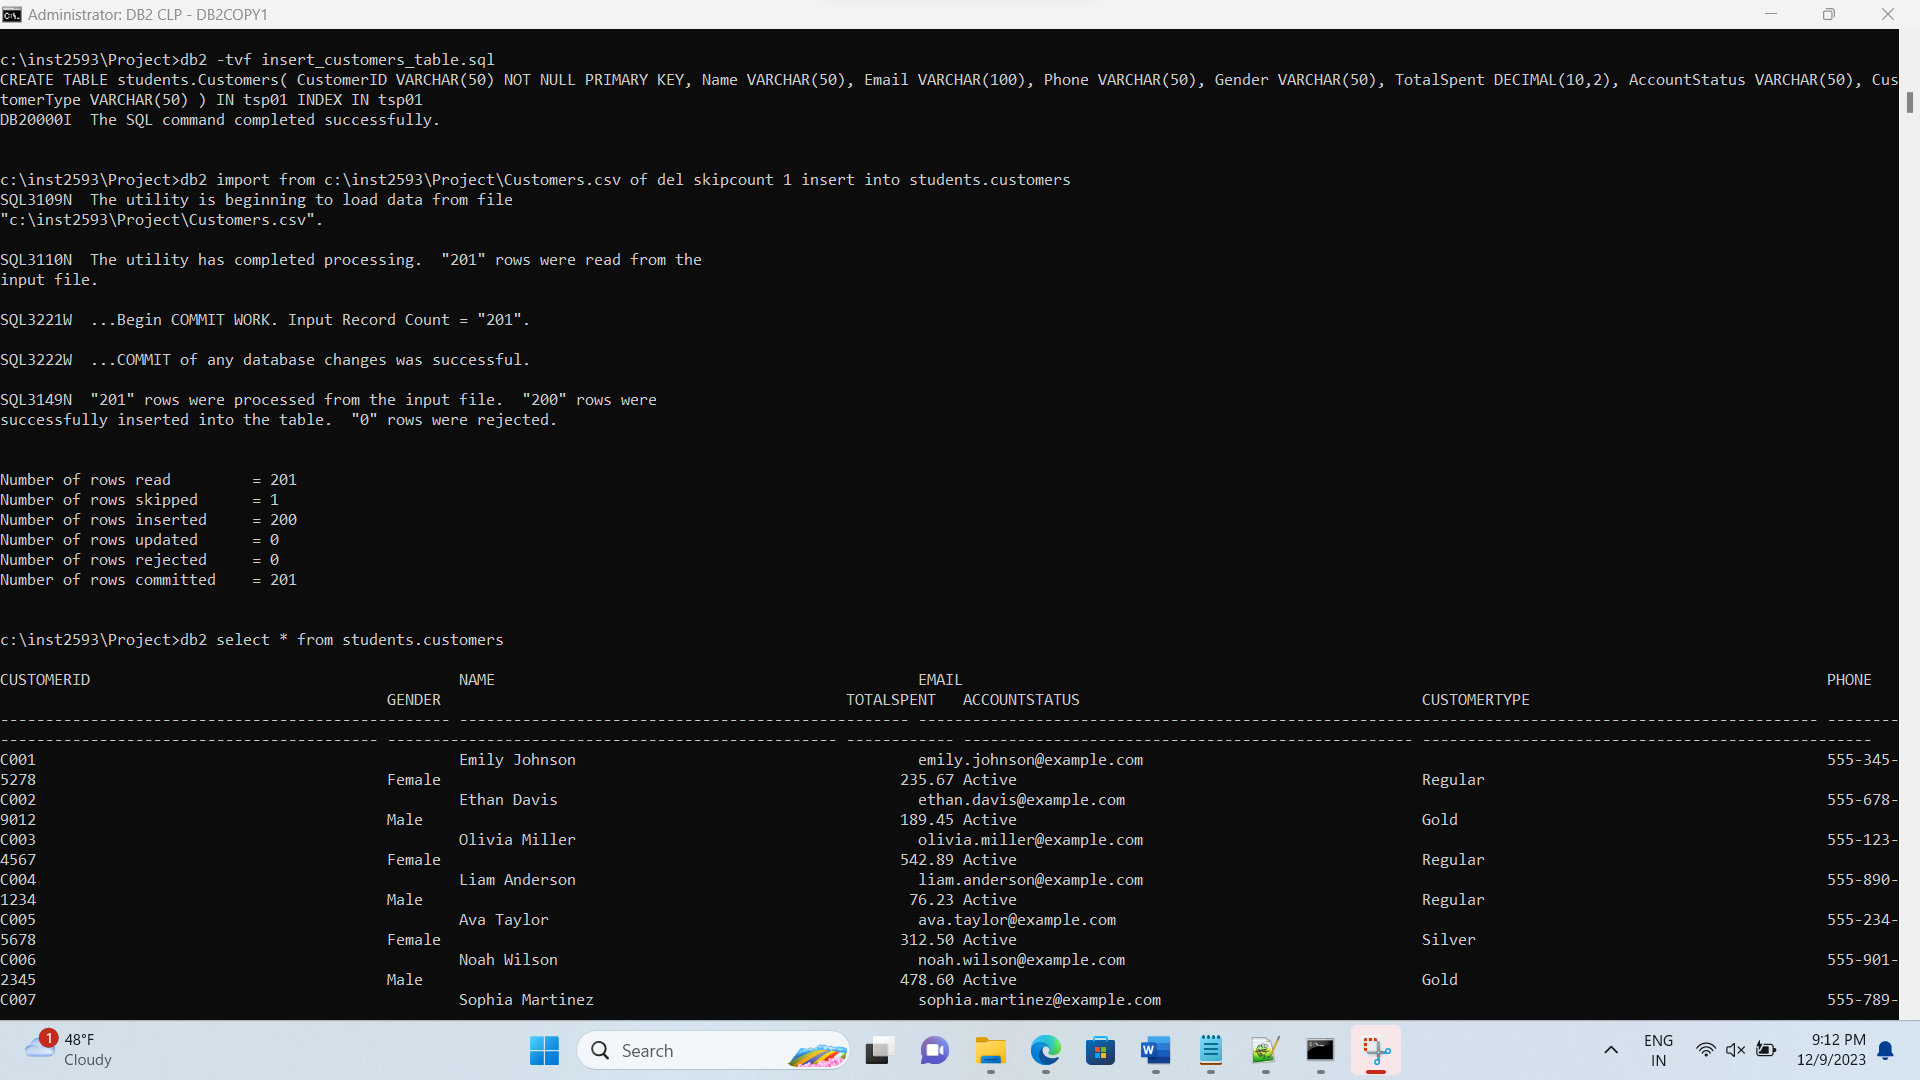 Administrator: DB2 CLP - DB2COPY1
c:\inst2593\Project>db2 -tvf insert_customers_table.sql
CREATE TABLE students.Customers( CustomerID VARCHAR(50) NOT NULL PRIMARY KEY, Name VARCHAR(50), Email VARCHAR(100), Phone VARCHAR(50), Gender VARCHAR(50), TotalSpent DECIMAL(10,2), AccountStatus VARCHAR(50), Cus
tomerType VARCHAR(50) ) IN tsp01 INDEX IN tsp01
DB20000I  The SQL command completed successfully.
c:\inst2593\Project>db2 import from c:\inst2593\Project\Customers.csv of del skipcount 1 insert into students.customers
SQL3109N  The utility is beginning to load data from file
"c:\inst2593\Project\Customers.csv".
SQL3110N  The utility has completed processing.  "201" rows were read from the
input file.
SQL3221W  ...Begin COMMIT WORK. Input Record Count = "201".
SQL3222W  ...COMMIT of any database changes was successful.
SQL3149N  "201" rows were processed from the input file.  "200" rows were
successfully inserted into the table.  "0" rows were rejected.
Number of rows read         = 201
Number of rows skipped      = 1
Number of rows inserted     = 200
Number of rows updated      = 0
Number of rows rejected     = 0
Number of rows committed    = 201
c:\inst2593\Project>db2 select * from students.customers
CUSTOMERID NAME EMAIL PHONE
GENDER TOTALSPENT ACCOUNTSTATUS CUSTOMERTYPE
C001 Emily Johnson emily.johnson@example.com 555-345-
5278 Female 235.67 Active Regular
C002 Ethan Davis ethan.davis@example.com 555-678-
9012 Male 189.45 Active Gold
C003 Olivia Miller olivia.miller@example.com 555-123-
4567 Female 542.89 Active Regular
C004 Liam Anderson liam.anderson@example.com 555-890-
1234 Male 76.23 Active Regular
C005 Ava Taylor ava.taylor@example.com 555-234-
5678 Female 312.50 Active Silver
C006 Noah Wilson noah.wilson@example.com 555-901-
2345 Male 478.60 Active Gold
C007 Sophia Martinez sophia.martinez@example.com 555-789-
1
48°F
Cloudy
Search
W
ENG
IN
9:12 PM
12/9/2023